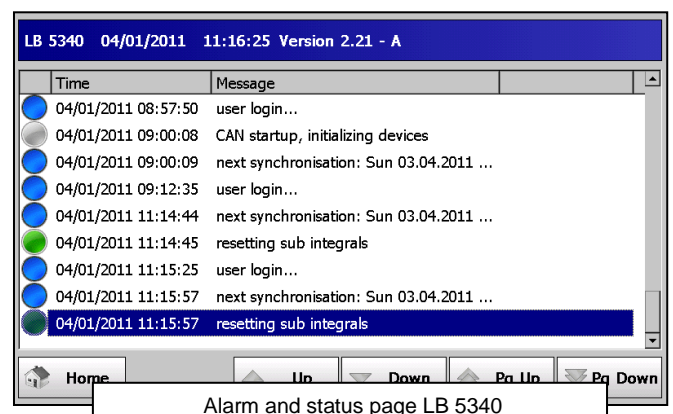 LB 5340 04/01/2011 11:16:25 Version 2.21 - A
Time Message
04/01/2011 08:57:50 user login...
04/01/2011 09:00:08 CAN startup, initializing devices
04/01/2011 09:00:09 next synchronisation: Sun 03.04.2011 ...
04/01/2011 09:12:35 user login...
04/01/2011 11:14:44 next synchronisation: Sun 03.04.2011 ...
04/01/2011 11:14:45 resetting sub integrals
04/01/2011 11:15:25 user login...
04/01/2011 11:15:57 next synchronisation: Sun 03.04.2011 ...
04/01/2011 11:15:57 resetting sub integrals
Home Up Down Pg Up Pg Down
Alarm and status page LB 5340